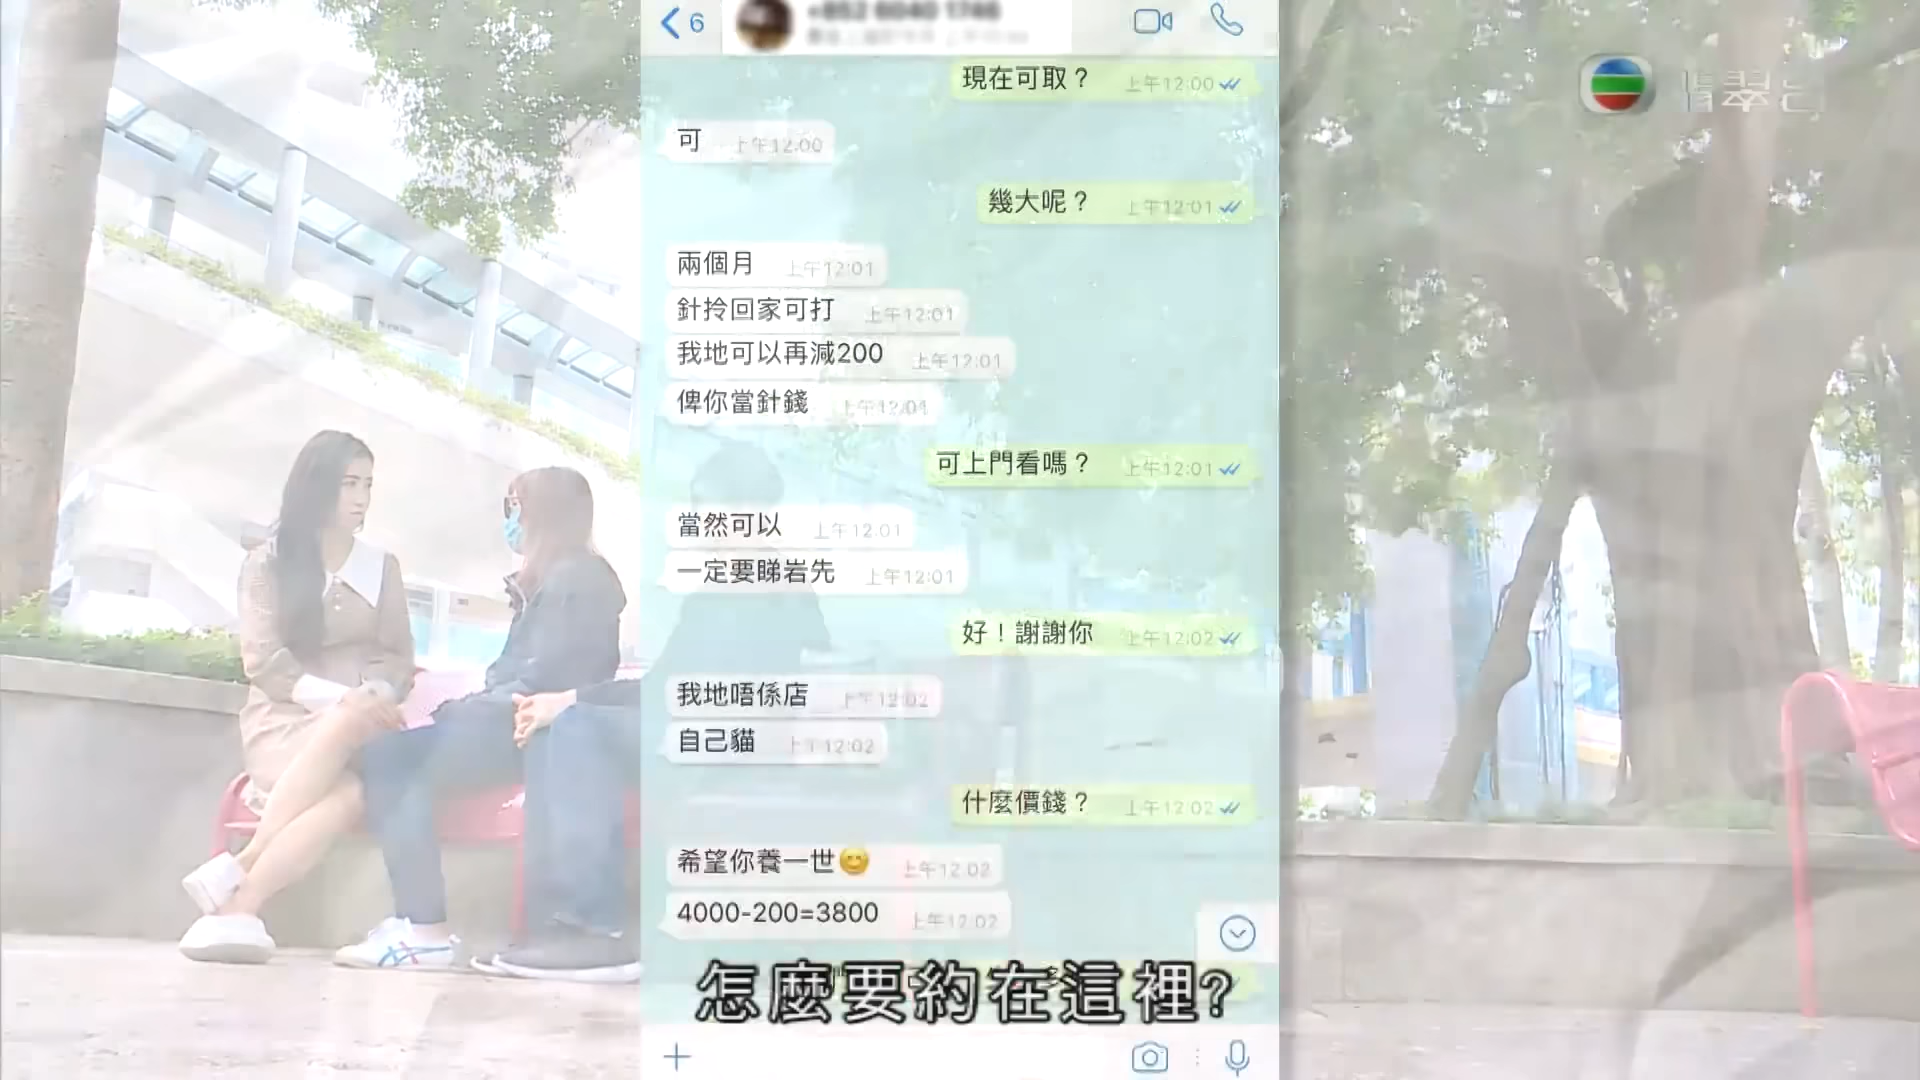 6
現在可取？ 上午12:00
可 上午12:00
幾大呢？ 上午12:01
兩個月 上午12:01
針拎回家可打 上午12:01
我地可以再減200 上午12:01
俾你當針錢 上午12:01
可上門看嗎？ 上午12:01
當然可以 上午12:01
一定要睇岩先 上午12:01
好！謝謝你 上午12:02
我地唔係店 上午12:02
自己貓 上午12:02
什麼價錢？ 上午12:02
希望你養一世😊 上午12:02
4000-200=3800 上午12:02
怎麼要約在這裡?
翡翠台